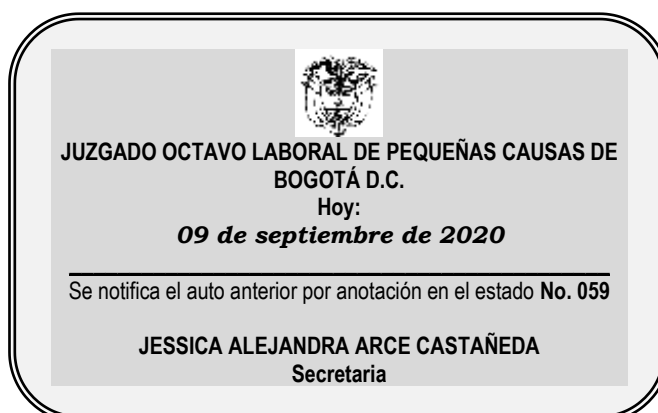 JUZGADO OCTAVO LABORAL DE PEQUEÑAS CAUSAS DE
BOGOTÁ D.C.
Hoy:
09 de septiembre de 2020
Se notifica el auto anterior por anotación en el estado No. 059
JESSICA ALEJANDRA ARCE CASTAÑEDA
Secretaria